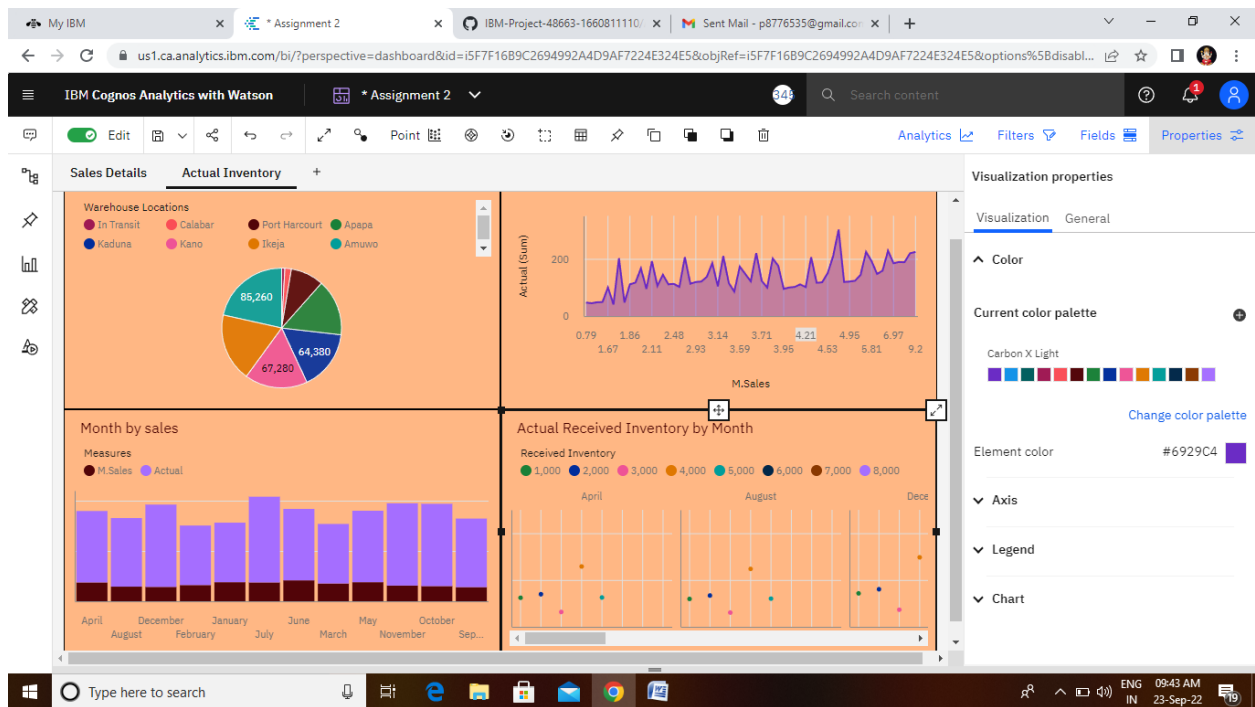 My IBM
* Assignment 2
IBM-Project-48663-1660811110/
Sent Mail - p8776535@gmail.com
us1.ca.analytics.ibm.com/bi/?perspective=dashboard&id=i5F7F16B9C2694992A4D9AF7224E324E5&objRef=i5F7F16B9C2694992A4D9AF7224E324E5&options%5Bdisabl...
IBM Cognos Analytics with Watson
* Assignment 2
Search content
1
Edit
Point
Analytics
Filters
Fields
Properties
Sales Details
Actual Inventory
Warehouse Locations
In Transit Calabar Port Harcourt Apapa
Kaduna Kano Ikeja Amuwo
85,260
64,380
67,280
Actual (Sum)
200
0
0.79 1.86 2.48 3.14 3.71 4.21 4.95 6.97
1.67 2.11 2.93 3.59 3.95 4.53 5.81 9.2
M.Sales
Month by sales
Measures
M.Sales Actual
April December January June May October
August February July March November Sep...
Actual Received Inventory by Month
Received Inventory
1,000 2,000 3,000 4,000 5,000 6,000 7,000 8,000
April August Dece
Visualization properties
Visualization General
Color
Current color palette
Carbon X Light
Change color palette
Element color #6929C4
Axis
Legend
Chart
Type here to search
ENG
IN
09:43 AM
23-Sep-22
19